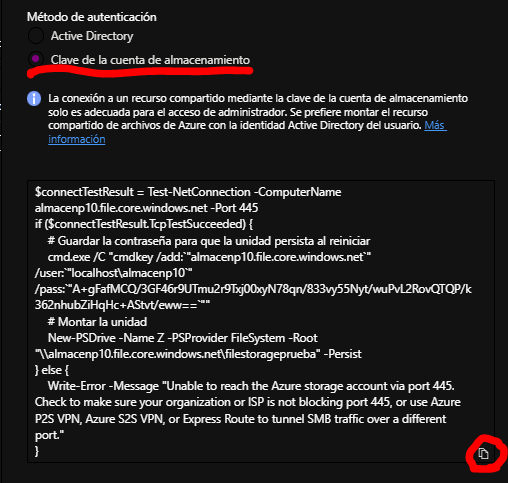 Método de autenticación
Active Directory
Clave de la cuenta de almacenamiento
La conexión a un recurso compartido mediante la clave de la cuenta de almacenamiento
solo es adecuada para el acceso de administrador. Se prefiere montar el recurso
compartido de archivos de Azure con la identidad Active Directory del usuario. Más
información
$connectTestResult = Test-NetConnection -ComputerName
almacenp10.file.core.windows.net -Port 445
if ($connectTestResult.TcpTestSucceeded) {
# Guardar la contraseña para que la unidad persista al reiniciar
cmd.exe /C "cmdkey /add:`"almacenp10.file.core.windows.net`"
/user:`"localhost\almacenp10`"
/pass:`"A+gFafMCQ/3GF46r9UTmu2r9Txj00xyN78qn/833vy55Nyt/wuPvL2RovQTQP/k
362nhubZiHqHc+AStvt/eww==`""
# Montar la unidad
New-PSDrive -Name Z -PSProvider FileSystem -Root
"\\almacenp10.file.core.windows.net\filestorageprueba" -Persist
} else {
Write-Error -Message "Unable to reach the Azure storage account via port 445.
Check to make sure your organization or ISP is not blocking port 445, or use Azure
P2S VPN, Azure S2S VPN, or Express Route to tunnel SMB traffic over a different
port."
}